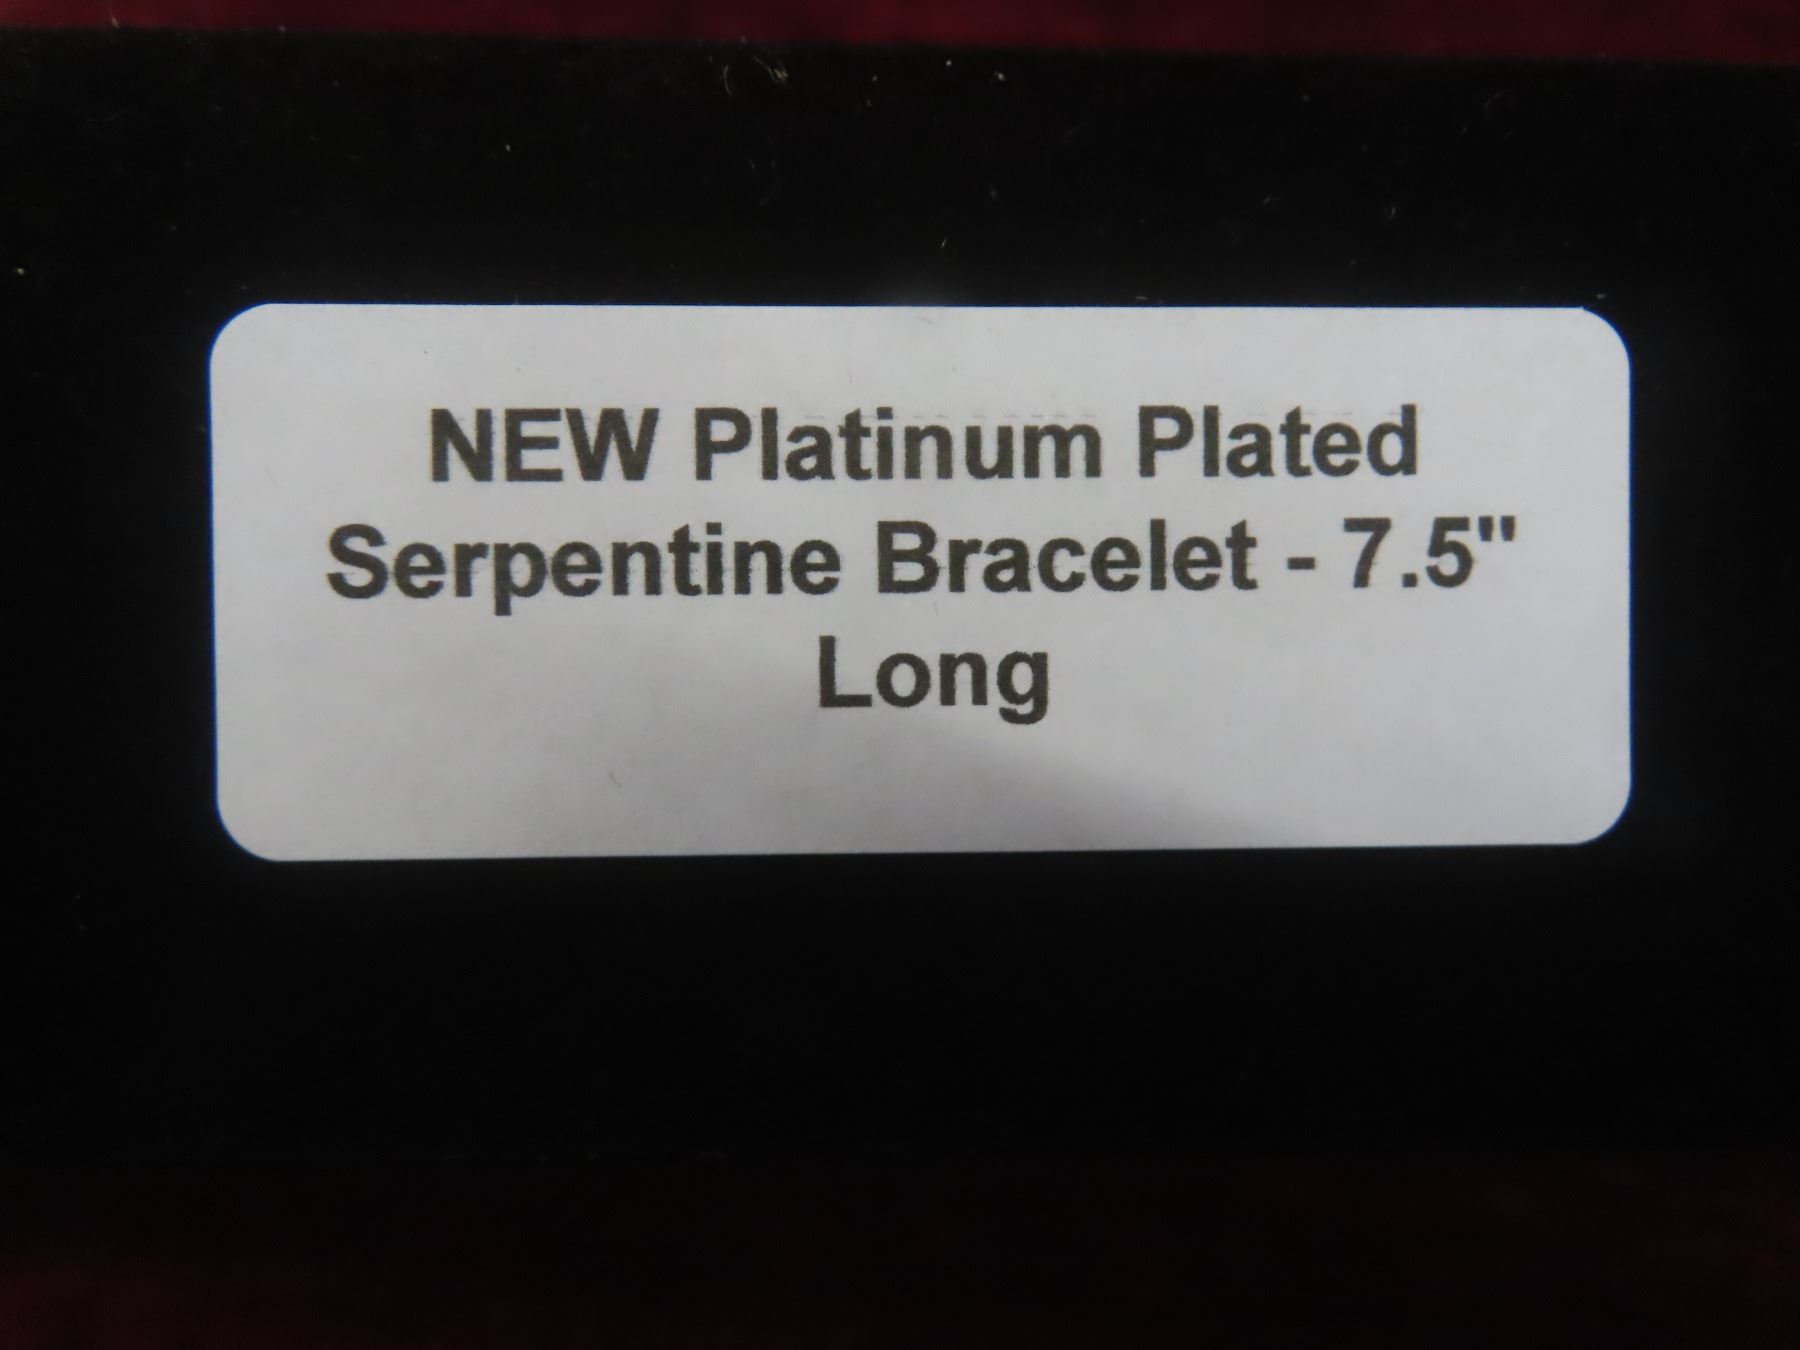 NEW Platinum Plated
Serpentine Bracelet - 7.5"
Long